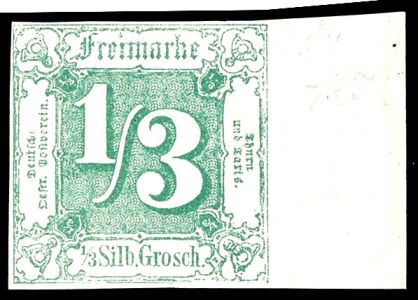 Freimarke
Deutsch-
Oestr. Postverein.
1/3
Thurn
und Taxis.
1/3 Silb. Grosch.